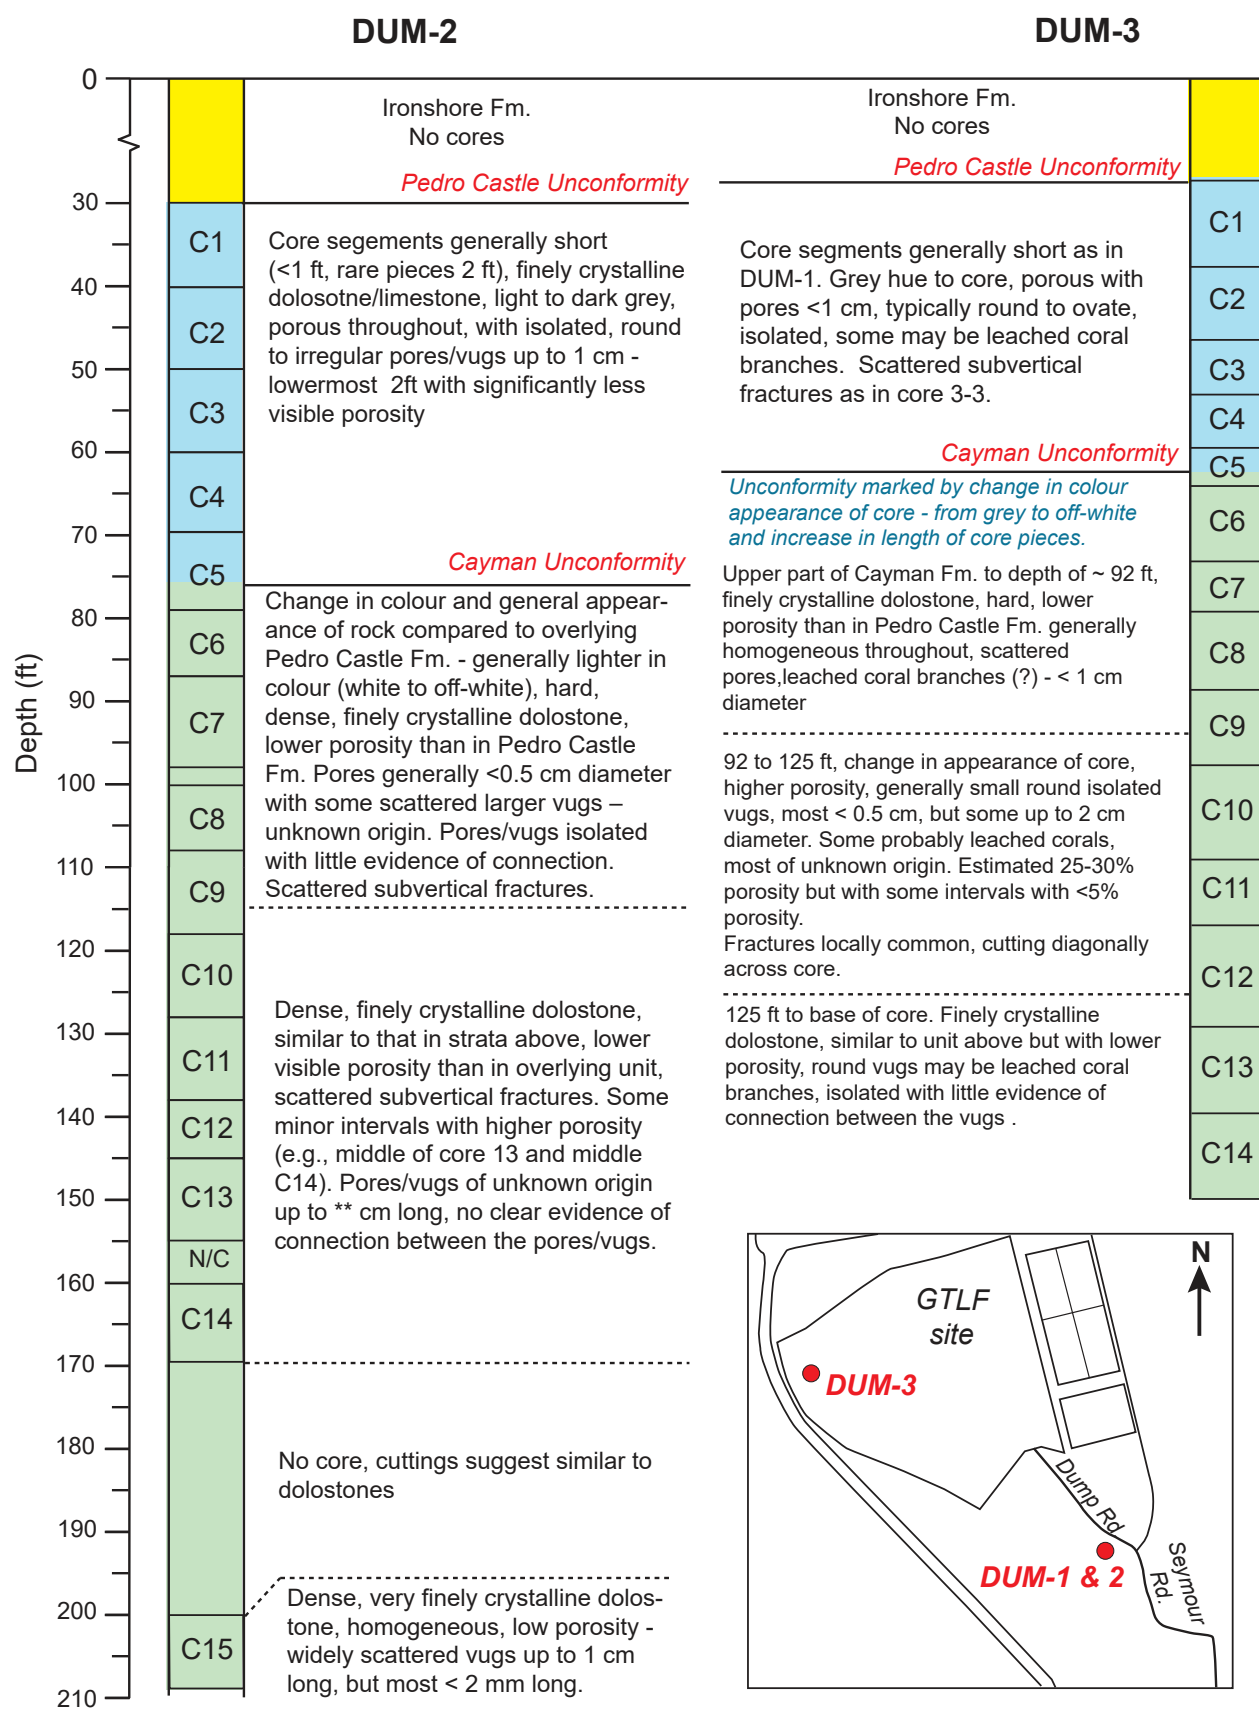 DUM-2
DUM-3
Depth (ft)
0
30
40
50
60
70
80
90
100
110
120
130
140
150
160
170
180
190
200
210
C1
C2
C3
C4
C5
C6
C7
C8
C9
C10
C11
C12
C13
N/C
C14
C15
Ironshore Fm.
No cores
Pedro Castle Unconformity
Core segements generally short
(<1 ft, rare pieces 2 ft), finely crystalline
dolosotne/limestone, light to dark grey,
porous throughout, with isolated, round
to irregular pores/vugs up to 1 cm -
lowermost 2ft with significantly less
visible porosity
Cayman Unconformity
Change in colour and general appear-
ance of rock compared to overlying
Pedro Castle Fm. - generally lighter in
colour (white to off-white), hard,
dense, finely crystalline dolostone,
lower porosity than in Pedro Castle
Fm. Pores generally <0.5 cm diameter
with some scattered larger vugs –
unknown origin. Pores/vugs isolated
with little evidence of connection.
Scattered subvertical fractures.
Dense, finely crystalline dolostone,
similar to that in strata above, lower
visible porosity than in overlying unit,
scattered subvertical fractures. Some
minor intervals with higher porosity
(e.g., middle of core 13 and middle
C14). Pores/vugs of unknown origin
up to ** cm long, no clear evidence of
connection between the pores/vugs.
No core, cuttings suggest similar to
dolostones
Dense, very finely crystalline dolos-
tone, homogeneous, low porosity -
widely scattered vugs up to 1 cm
long, but most < 2 mm long.
Ironshore Fm.
No cores
Pedro Castle Unconformity
Core segments generally short as in
DUM-1. Grey hue to core, porous with
pores <1 cm, typically round to ovate,
isolated, some may be leached coral
branches. Scattered subvertical
fractures as in core 3-3.
Cayman Unconformity
Unconformity marked by change in colour
appearance of core - from grey to off-white
and increase in length of core pieces.
Upper part of Cayman Fm. to depth of ~ 92 ft,
finely crystalline dolostone, hard, lower
porosity than in Pedro Castle Fm. generally
homogeneous throughout, scattered
pores,leached coral branches (?) - < 1 cm
diameter
92 to 125 ft, change in appearance of core,
higher porosity, generally small round isolated
vugs, most < 0.5 cm, but some up to 2 cm
diameter. Some probably leached corals,
most of unknown origin. Estimated 25-30%
porosity but with some intervals with <5%
porosity.
Fractures locally common, cutting diagonally
across core.
125 ft to base of core. Finely crystalline
dolostone, similar to unit above but with lower
porosity, round vugs may be leached coral
branches, isolated with little evidence of
connection between the vugs .
C1
C2
C3
C4
C5
C6
C7
C8
C9
C10
C11
C12
C13
C14
N
GTLF
site
DUM-3
Dump Rd
DUM-1 & 2
Seymour
Rd.